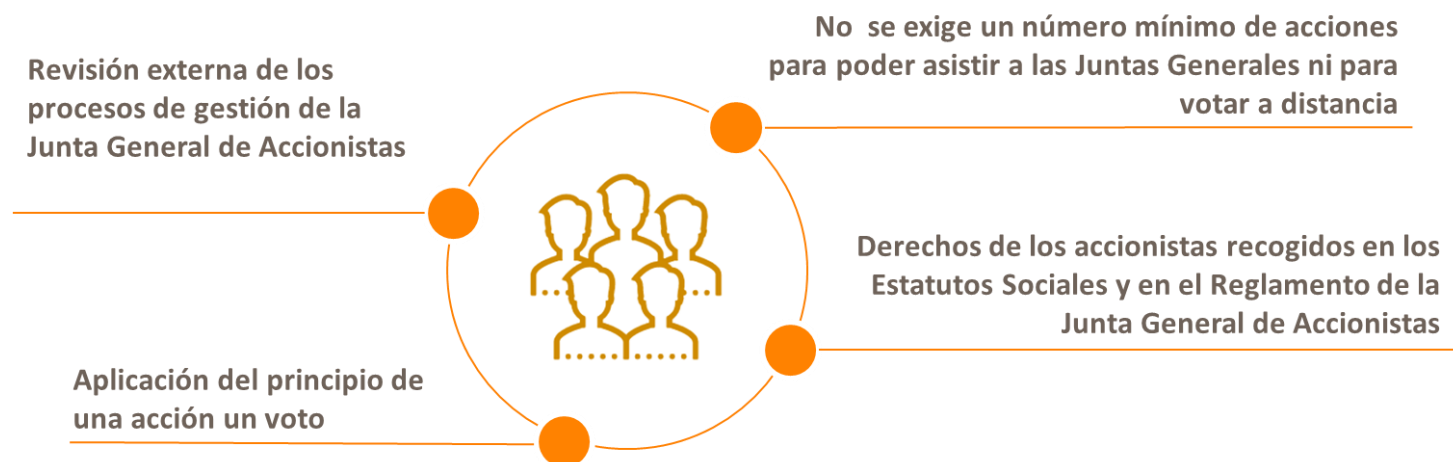 Revisión externa de los
procesos de gestión de la
Junta General de Accionistas
No se exige un número mínimo de acciones
para poder asistir a las Juntas Generales ni para
votar a distancia
Derechos de los accionistas recogidos en los
Estatutos Sociales y en el Reglamento de la
Junta General de Accionistas
Aplicación del principio de
una acción un voto